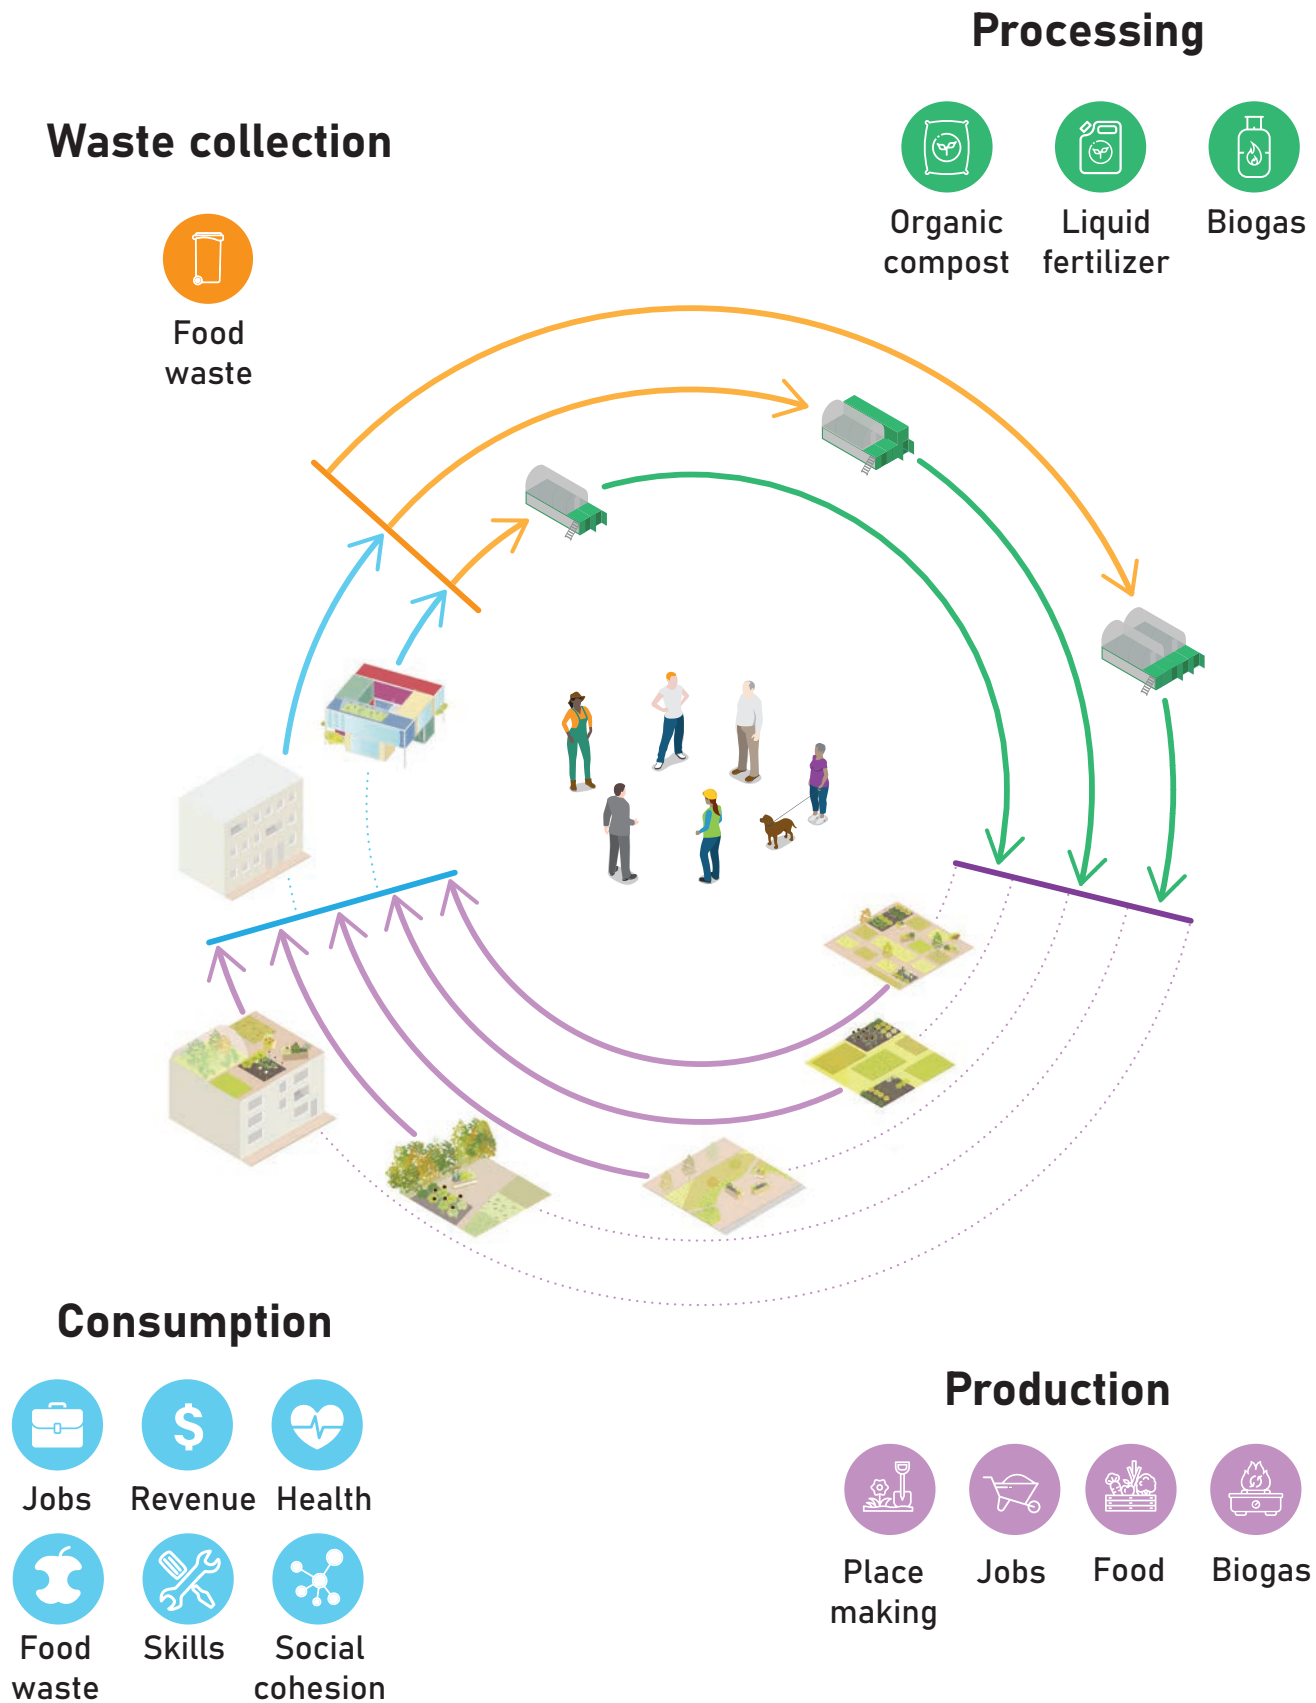 Processing
Organic
compost
Liquid
fertilizer
Biogas
Waste collection
Food
waste
Consumption
Jobs
Revenue
Health
Food
waste
Skills
Social
cohesion
Production
Place
making
Jobs
Food
Biogas